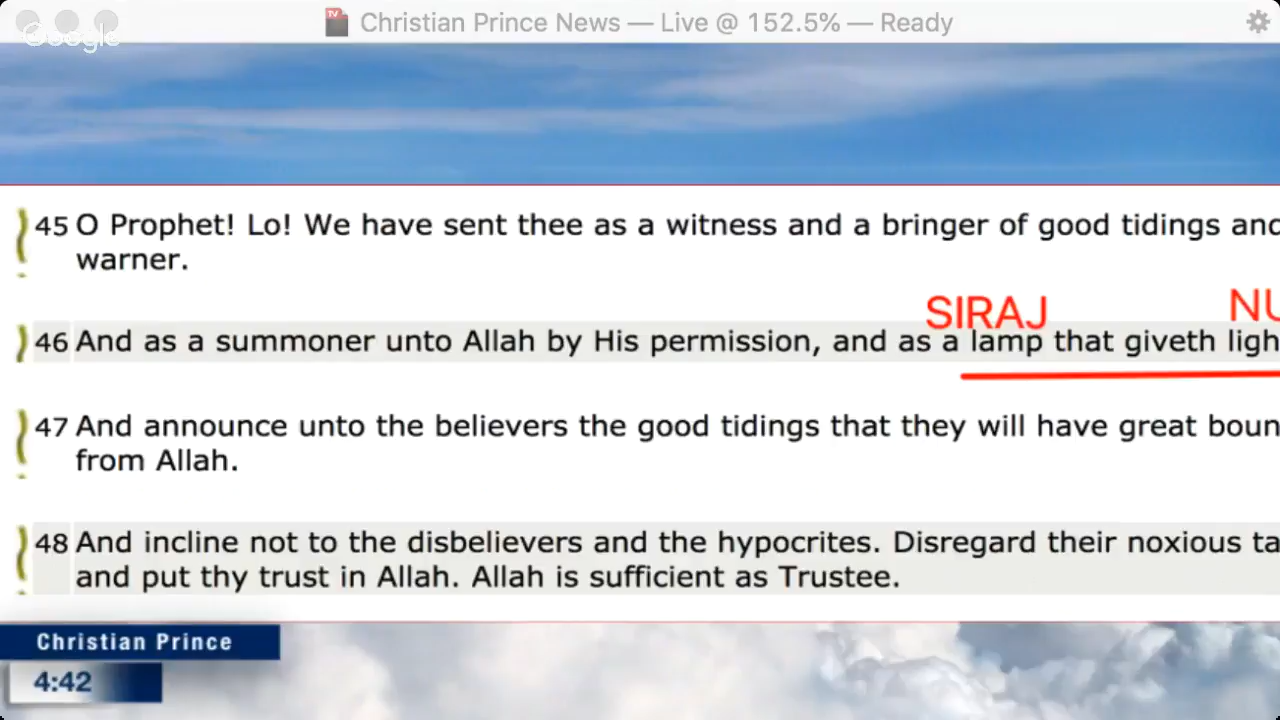 Christian Prince News — Live @ 152.5% — Ready
Google
45 O Prophet! Lo! We have sent thee as a witness and a bringer of good tidings and
warner.
SIRAJ NU
46 And as a summoner unto Allah by His permission, and as a lamp that giveth ligh
47 And announce unto the believers the good tidings that they will have great boun
from Allah.
48 And incline not to the disbelievers and the hypocrites. Disregard their noxious ta
and put thy trust in Allah. Allah is sufficient as Trustee.
Christian Prince
4:42